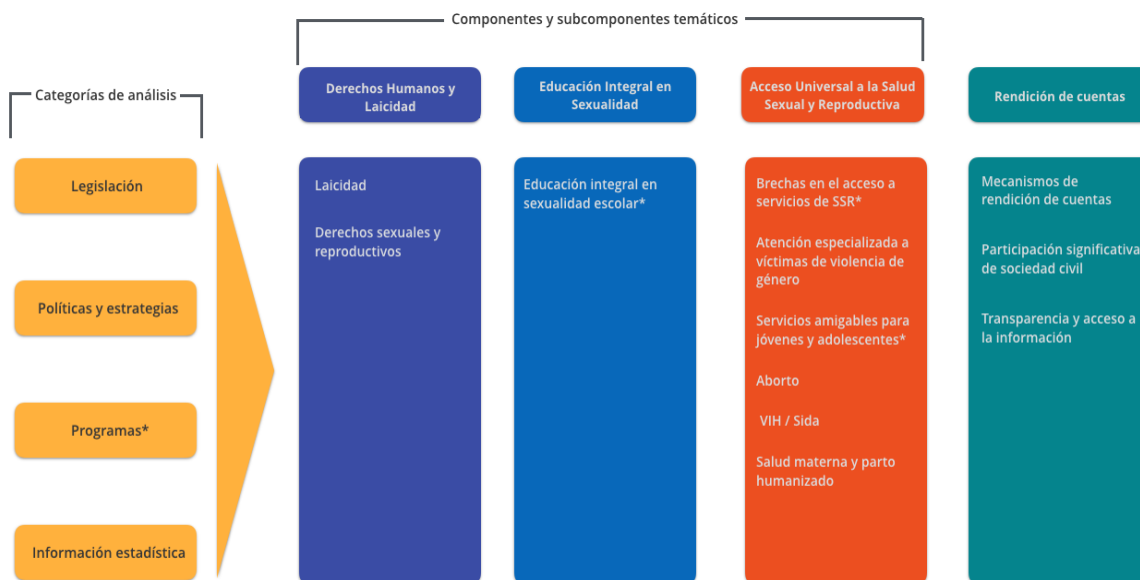 Componentes y subcomponentes temáticos
Categorías de análisis
Legislación
Políticas y estrategias
Programas*
Información estadística
Derechos Humanos y
Laicidad
Laicidad
Derechos sexuales y
reproductivos
Educación Integral en
Sexualidad
Educación integral en
sexualidad escolar*
Acceso Universal a la Salud
Sexual y Reproductiva
Brechas en el acceso a
servicios de SSR*
Atención especializada a
víctimas de violencia de
género
Servicios amigables para
jóvenes y adolescentes*
Aborto
VIH / Sida
Salud materna y parto
humanizado
Rendición de cuentas
Mecanismos de
rendición de cuentas
Participación significativa
de sociedad civil
Transparencia y acceso a
la información